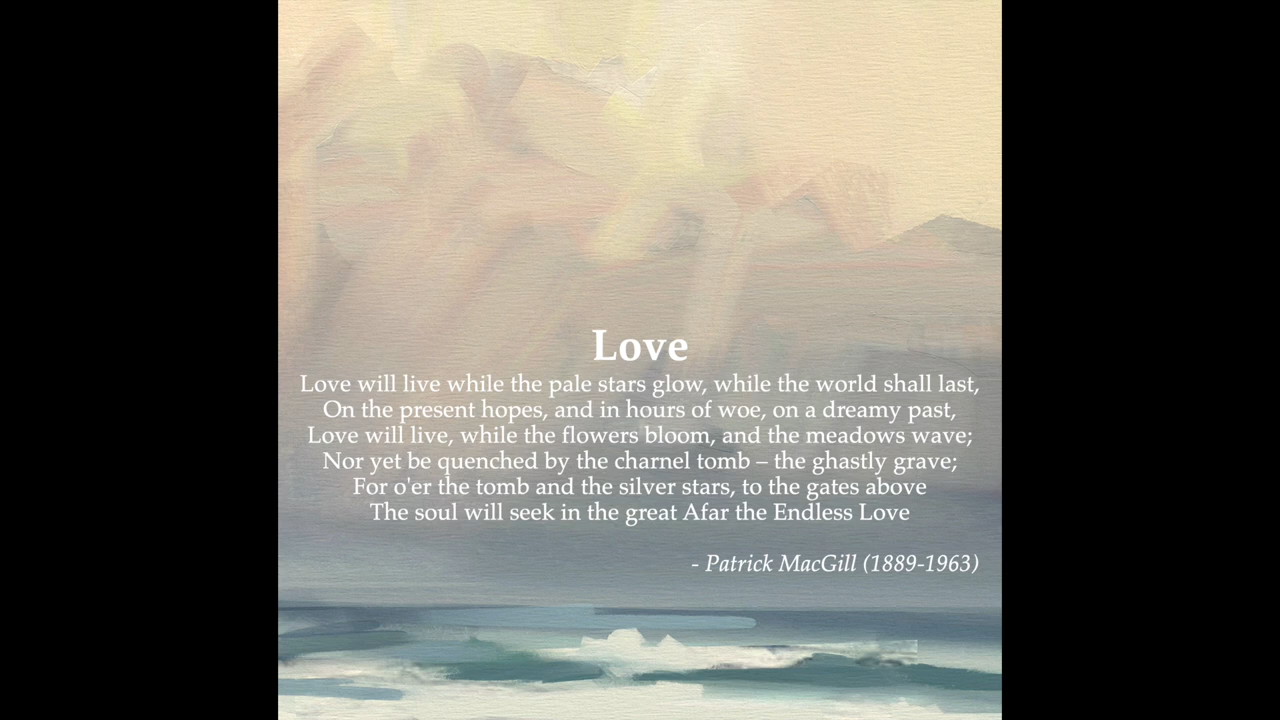 Love
Love will live while the pale stars glow, while the world shall last,
On the present hopes, and in hours of woe, on a dreamy past,
Love will live, while the flowers bloom, and the meadows wave;
Nor yet be quenched by the charnel tomb – the ghastly grave;
For o'er the tomb and the silver stars, to the gates above
The soul will seek in the great Afar the Endless Love
- Patrick MacGill (1889-1963)